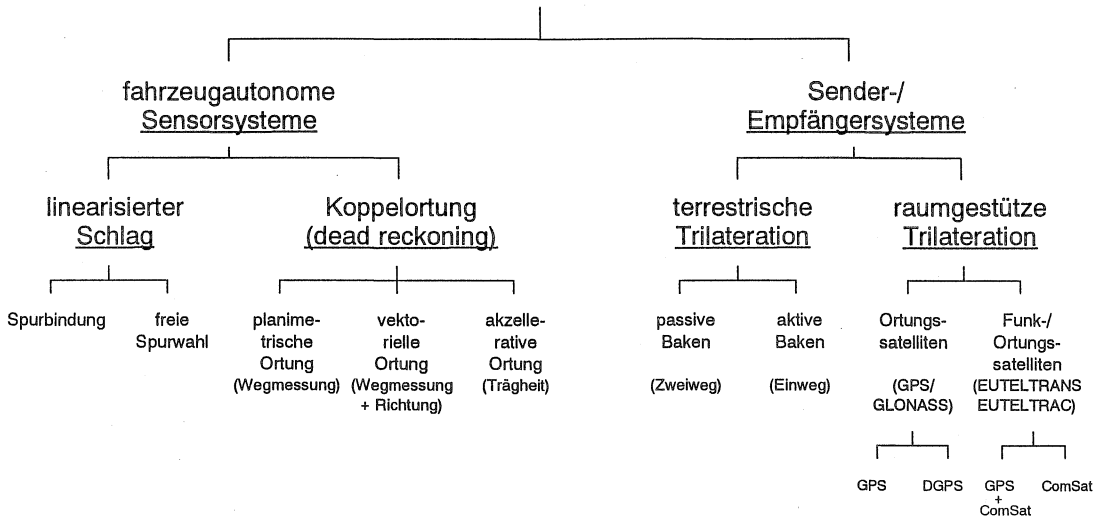 fahrzeugautonome
Sensorsysteme
Sender-/
Empfängersysteme
linearisierter
Schlag
Koppelortung
(dead reckoning)
terrestrische
Trilateration
raumgestütze
Trilateration
Spurbindung
freie
Spurwahl
planime-
trische
Ortung
(Wegmessung)
vekto-
rielle
Ortung
(Wegmessung
+ Richtung)
akzelle-
rative
Ortung
(Trägheit)
passive
Baken
(Zweiweg)
aktive
Baken
(Einweg)
Ortungs-
satelliten
(GPS/
GLONASS)
Funk-/
Ortungs-
satelliten
(EUTELTRANS
EUTELTRAC)
GPS
DGPS
GPS
+
ComSat
ComSat